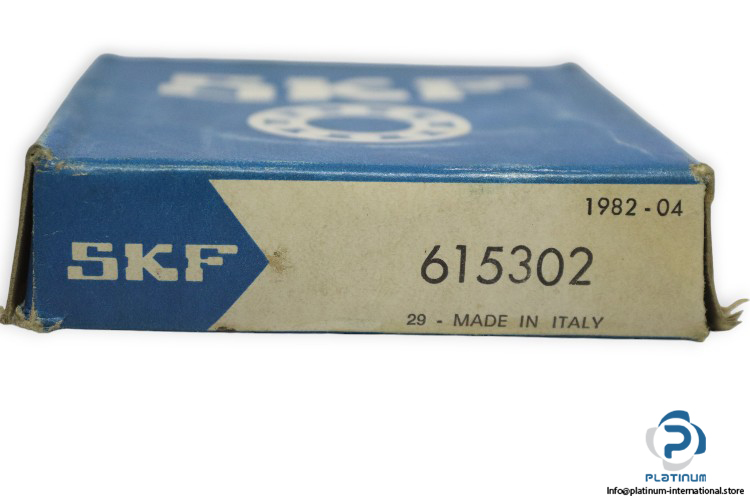 SKF
1982-04
SKF
615302
29 - MADE IN ITALY
P
PLATINUM
Info@platinum-international.store